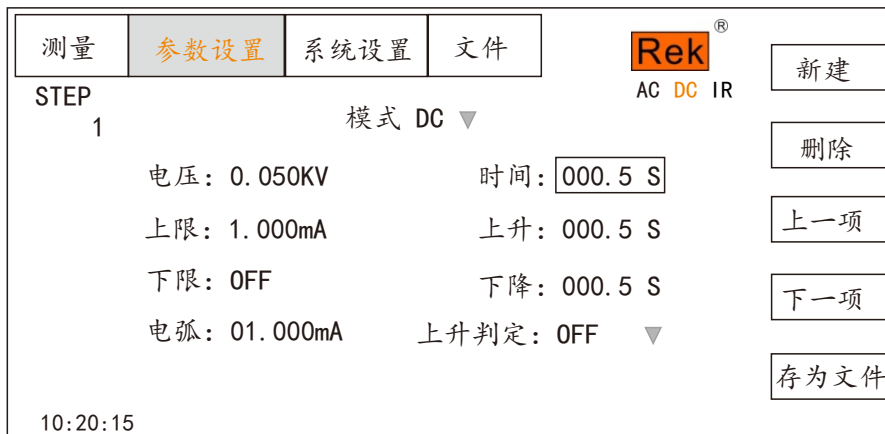 测量 参数设置 系统设置 文件 Rek® 新建
AC DC IR
STEP
1 模式 DC ▼
删除
电压: 0.050KV 时间: 000.5 S
上限: 1.000mA 上升: 000.5 S 上一项
下限: OFF 下降: 000.5 S 下一项
电弧: 01.000mA 上升判定: OFF ▼
存为文件
10:20:15